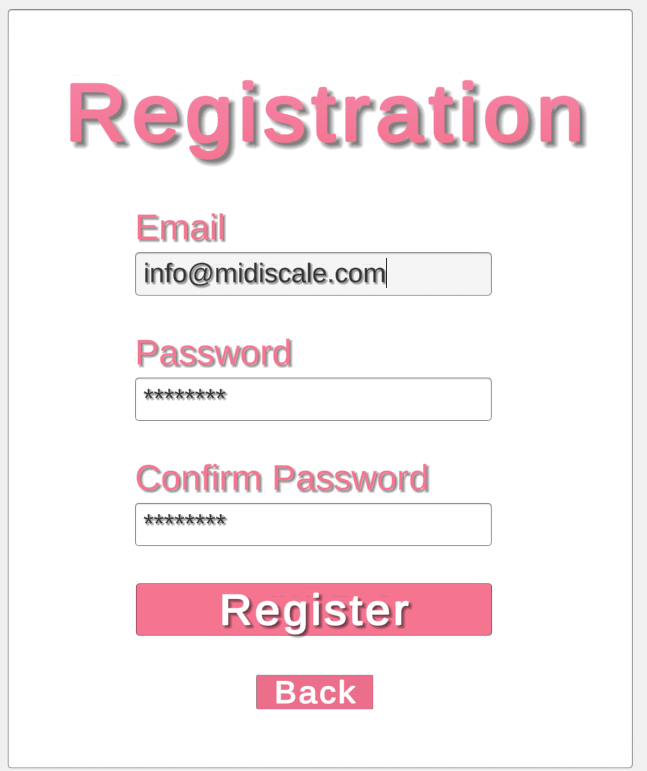 Registration
Email
info@midiscale.com
Password
********
Confirm Password
********
Register
Back